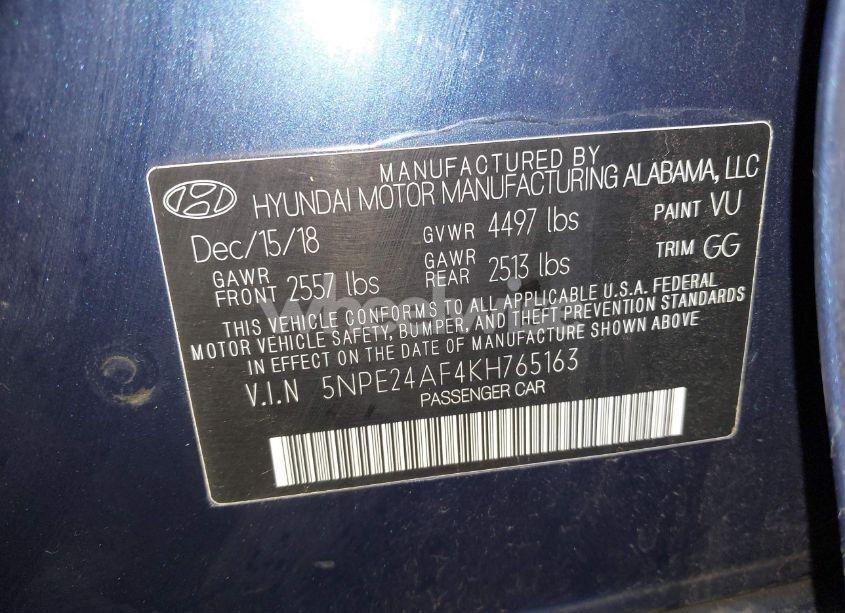 MANUFACTURED BY
HYUNDAI MOTOR MANUFACTURING ALABAMA, LLC
Dec/15/18 GVWR 4497 lbs PAINT VU
GAWR FRONT 2557 lbs GAWR REAR 2513 lbs TRIM GG
THIS VEHICLE CONFORMS TO ALL APPLICABLE U.S.A. FEDERAL
MOTOR VEHICLE SAFETY, BUMPER, AND THEFT PREVENTION STANDARDS
IN EFFECT ON THE DATE OF MANUFACTURE SHOWN ABOVE
V.I.N 5NPE24AF4KH765163
PASSENGER CAR